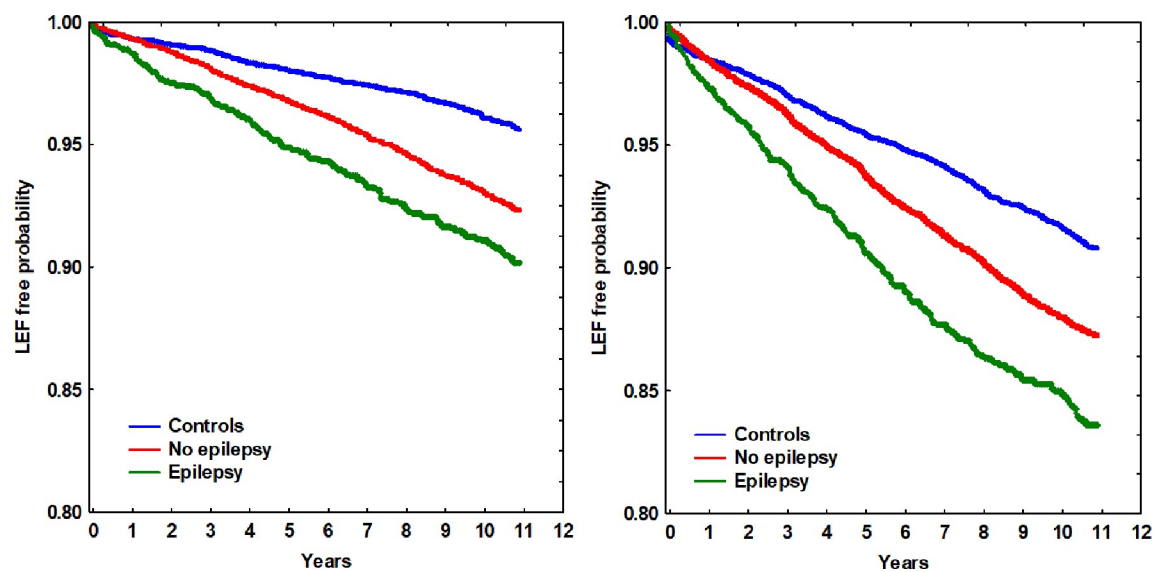 LEF free probability
1.00
0.95
0.90
0.85
0.80
Controls
No epilepsy
Epilepsy
0 1 2 3 4 5 6 7 8 9 10 11 12
Years
LEF free probability
1.00
0.95
0.90
0.85
0.80
Controls
No epilepsy
Epilepsy
0 1 2 3 4 5 6 7 8 9 10 11 12
Years